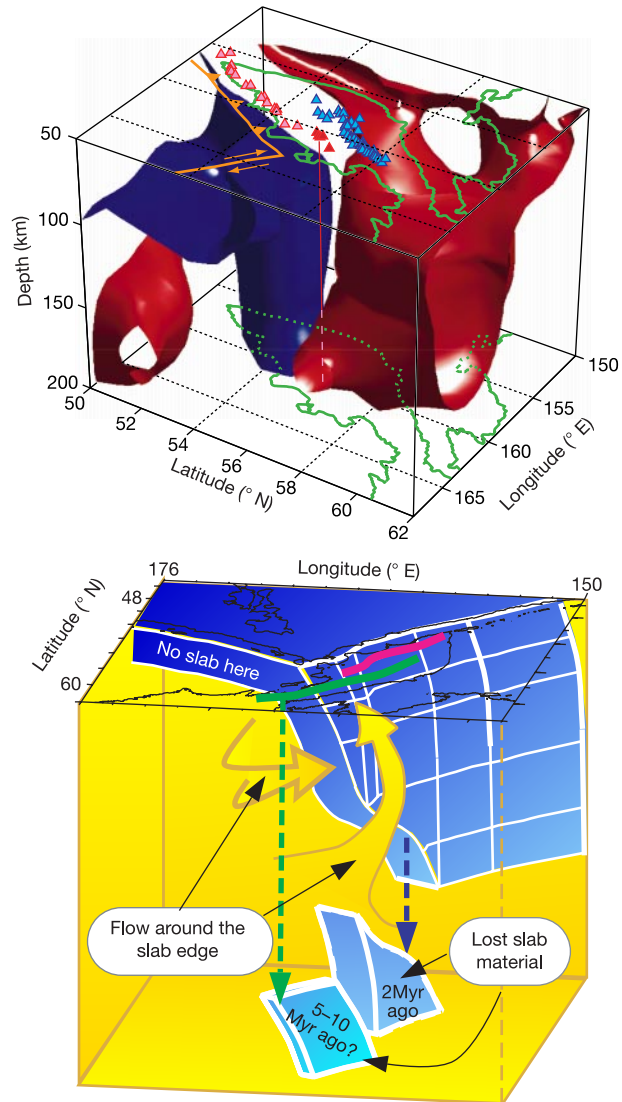 50
100
150
200
Depth (km)
50
52
54
56
58
60
62
Latitude (° N)
150
155
160
165
Longitude (° E)
176
Longitude (° E)
150
Latitude (° N)
48
60
No slab here
Flow around the
slab edge
Lost slab
material
2Myr
ago
5–10
Myr ago?